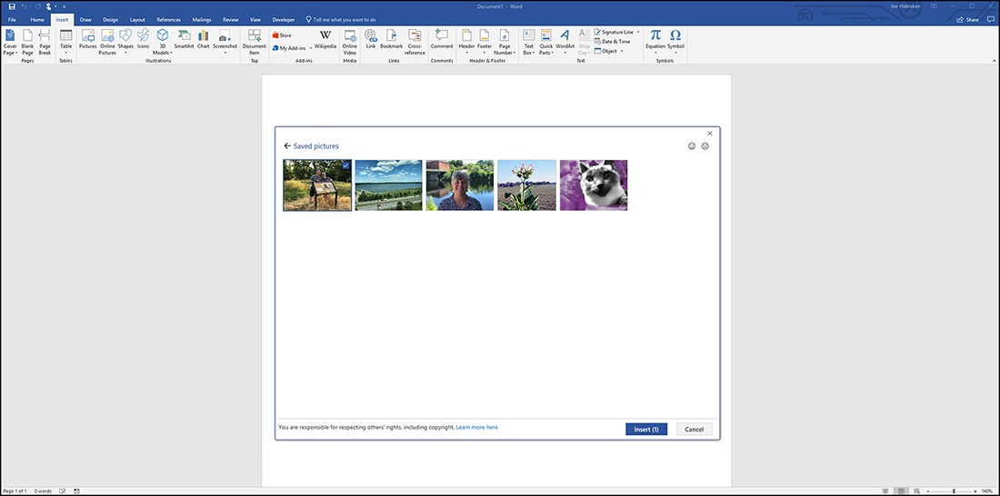 Document1 - Word
Joe Habraken
File Home Insert Draw Design Layout References Mailings Review View Developer Tell me what you want to do
Share
Cover Page
Blank Page
Page Break
Table
Pictures
Online Pictures
Shapes
Icons
3D Models
SmartArt
Chart
Screenshot
Document Item
Store
My Add-ins
W Wikipedia
Online Video
Link
Bookmark
Cross-reference
Comment
Header
Footer
Page Number
Text Box
Quick Parts
WordArt
Drop Cap
Signature Line
Date & Time
Object
π Equation
Ω Symbol
Pages Tables Illustrations Tap Add-ins Media Links Comments Header & Footer Text Symbols
Saved pictures
You are responsible for respecting others' rights, including copyright. Learn more here
Insert (1)
Cancel
Page 1 of 1 0 words
140%